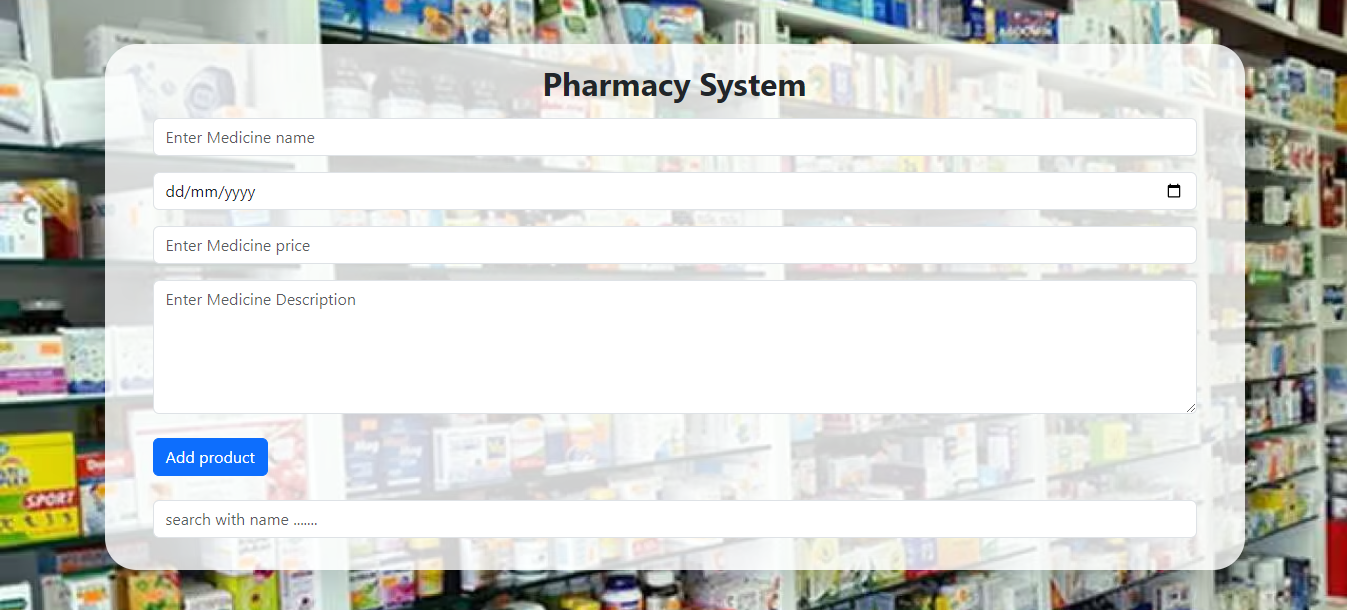 Pharmacy System
Enter Medicine name
dd/mm/yyyy
Enter Medicine price
Enter Medicine Description
SPORT
Add product
search with name .......